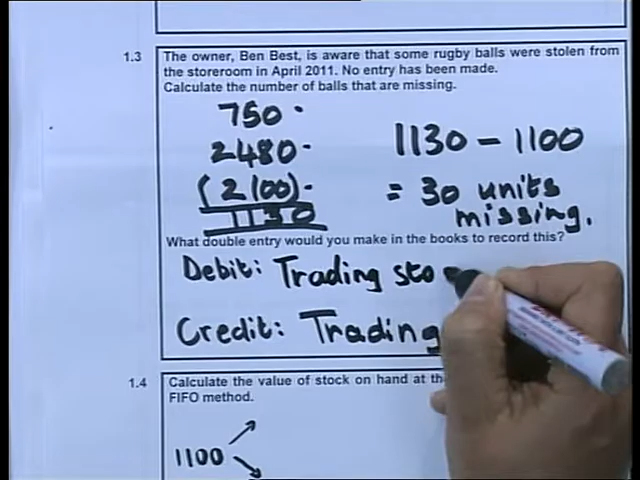 1.3 The owner, Ben Best, is aware that some rugby balls were stolen from
the storeroom in April 2011. No entry has been made.
Calculate the number of balls that are missing.
750
2480
(2100)
1130
1130 - 1100
= 30 units
missing.
What double entry would you make in the books to record this?
Debit: Trading sto
Credit: Trading
1.4 Calculate the value of stock on hand at the
FIFO method.
1100